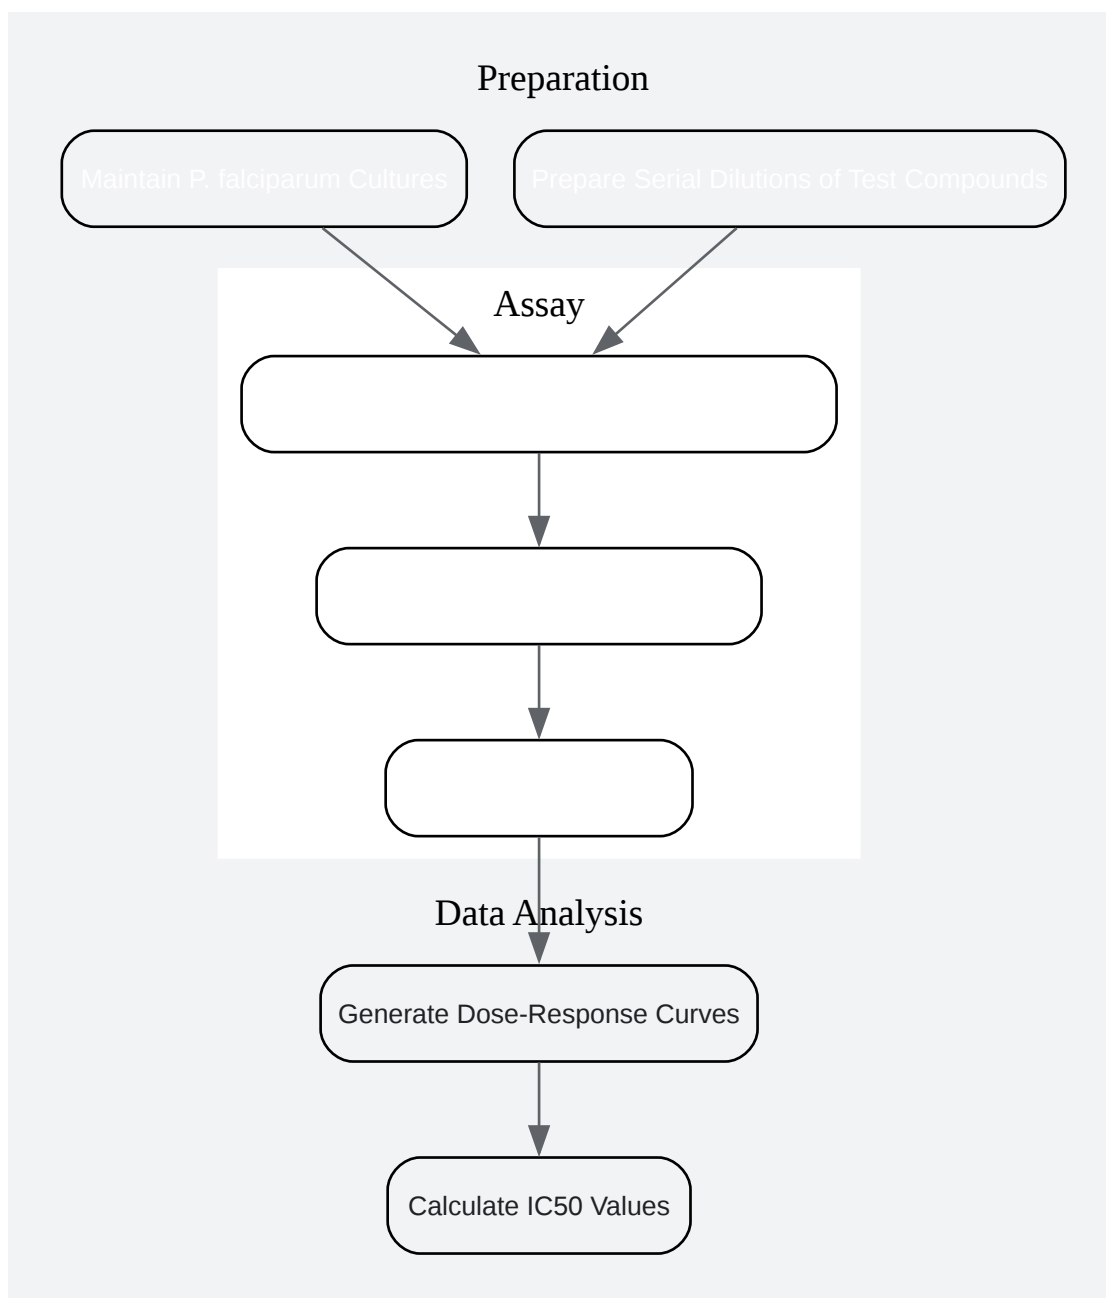 Preparation
Maintain P. falciparum Cultures
Prepare Serial Dilutions of Test Compounds
Assay
Data Analysis
Generate Dose-Response Curves
Calculate IC50 Values